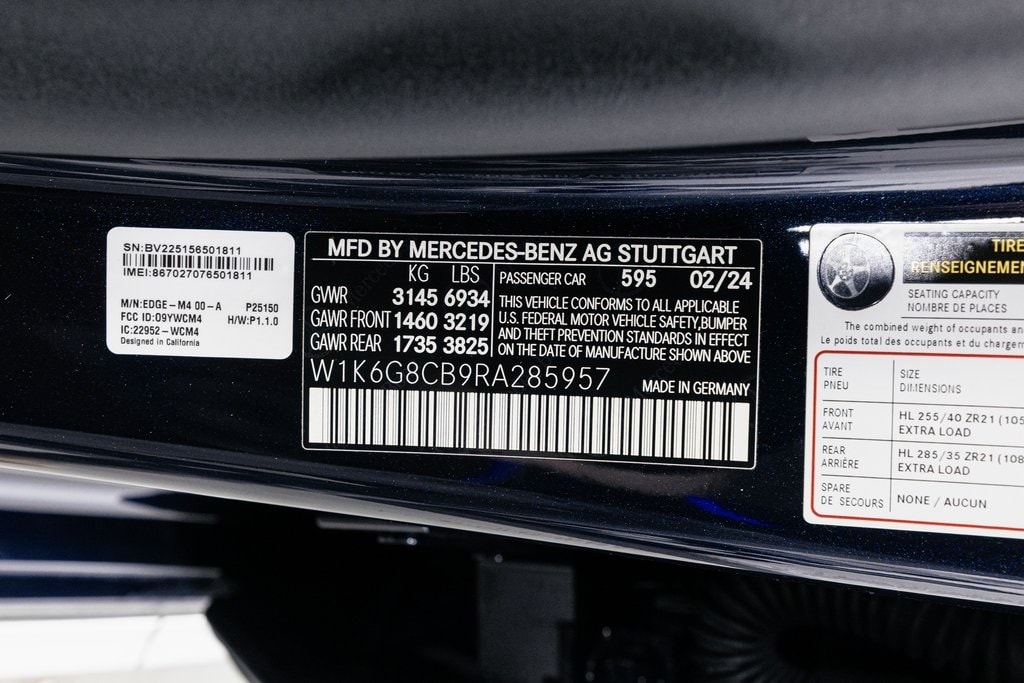 SN:BV225156501811
IMEI:867027076501811
M/N:EDGE-M4 00-A P25150
FCC ID:O9YWCM4 H/W:P1.1.0
IC:22952-WCM4
Designed in California
MFD BY MERCEDES-BENZ AG STUTTGART
KG LBS PASSENGER CAR 595 02/24
GWR 3145 6934
GAWR FRONT 1460 3219
GAWR REAR 1735 3825
THIS VEHICLE CONFORMS TO ALL APPLICABLE
U.S. FEDERAL MOTOR VEHICLE SAFETY,BUMPER
AND THEFT PREVENTION STANDARDS IN EFFECT
ON THE DATE OF MANUFACTURE SHOWN ABOVE
W1K6G8CB9RA285957 MADE IN GERMANY
TIRE
RENSEIGNEMEN
SEATING CAPACITY
NOMBRE DE PLACES
The combined weight of occupants an
Le poids total des occupants et du chargem
TIRE SIZE
PNEU DIMENSIONS
FRONT HL 255/40 ZR21 (105
AVANT EXTRA LOAD
REAR HL 285/35 ZR21 (108
ARRIÈRE EXTRA LOAD
SPARE NONE / AUCUN
DE SECOURS